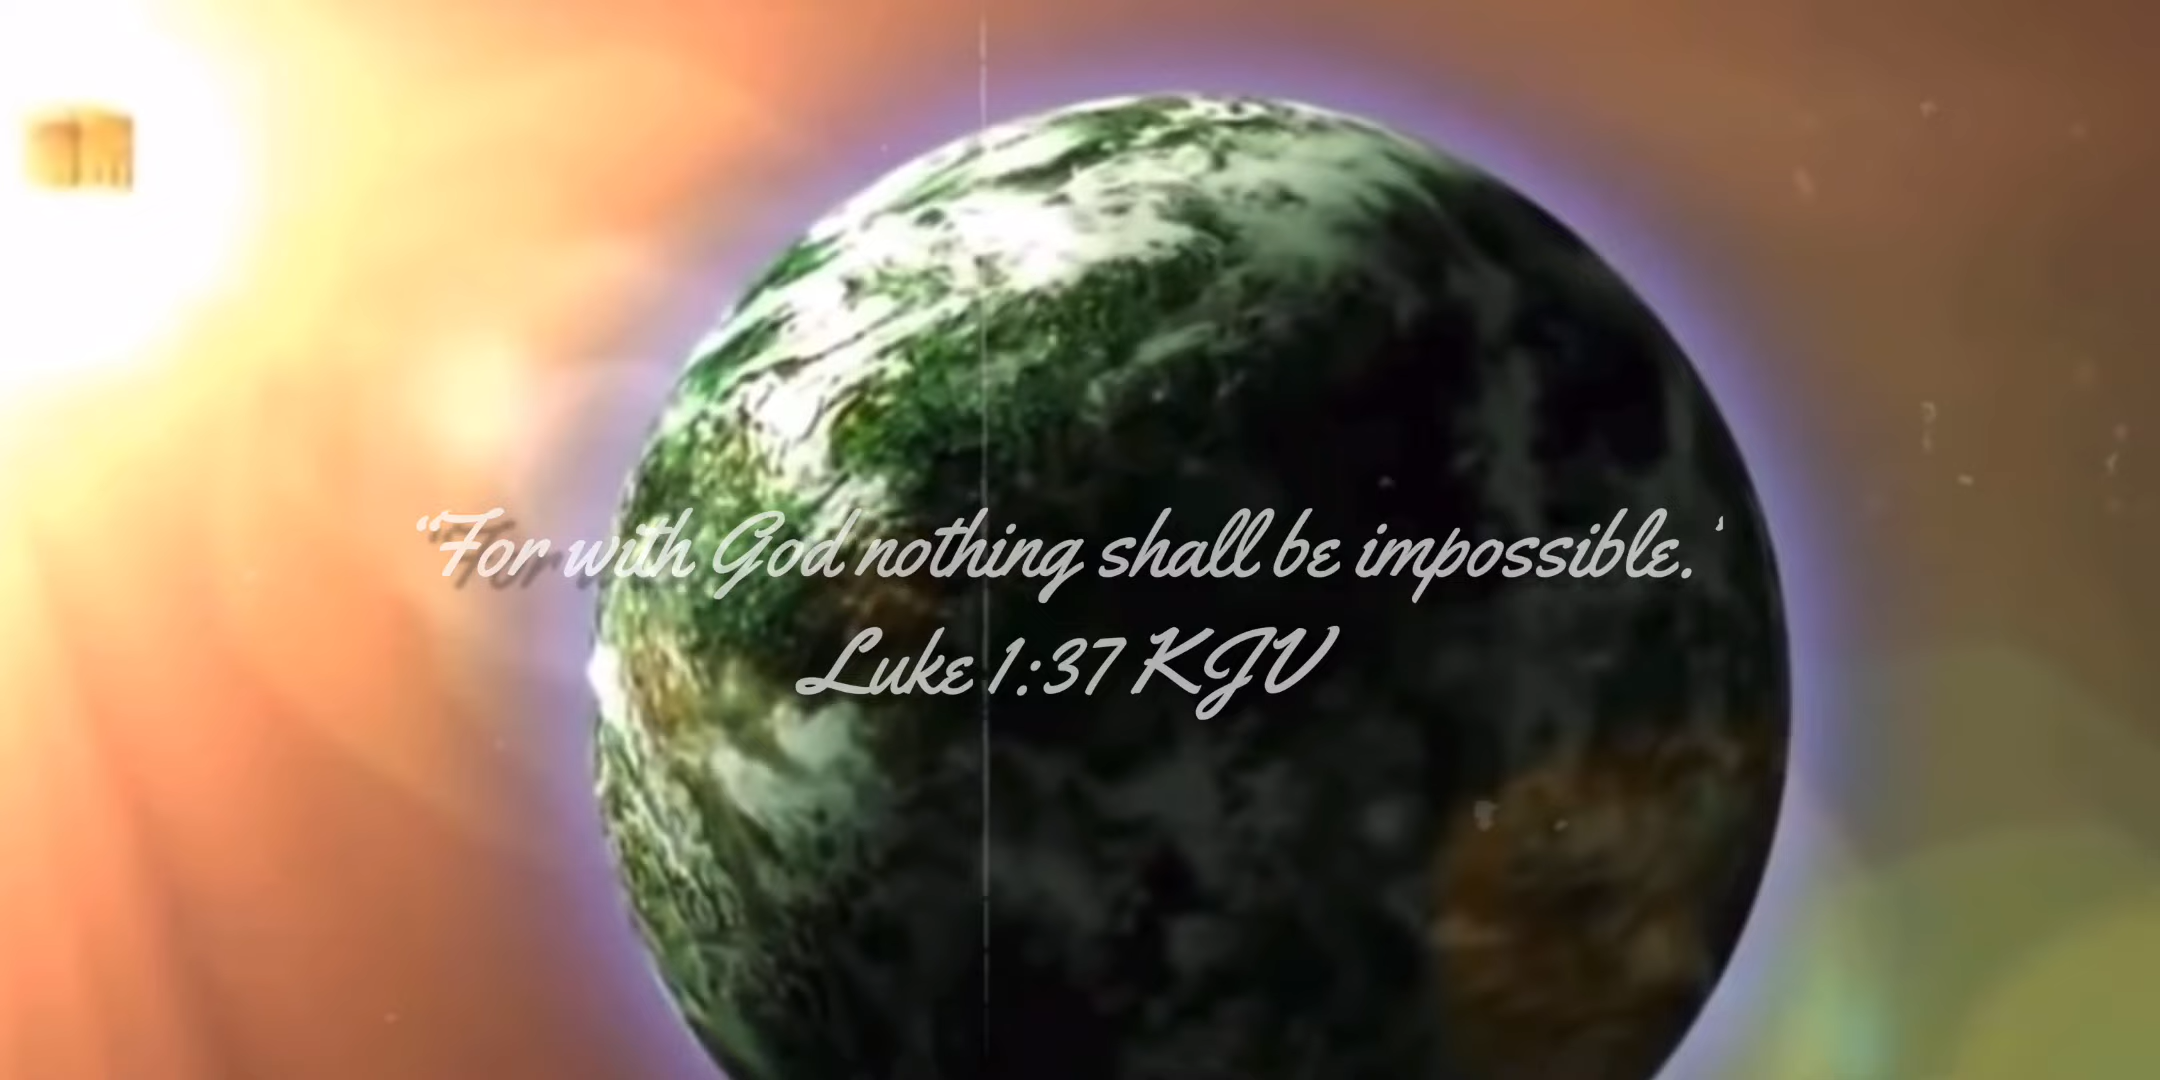 “For with God nothing shall be impossible.’
Luke 1:37 KJV